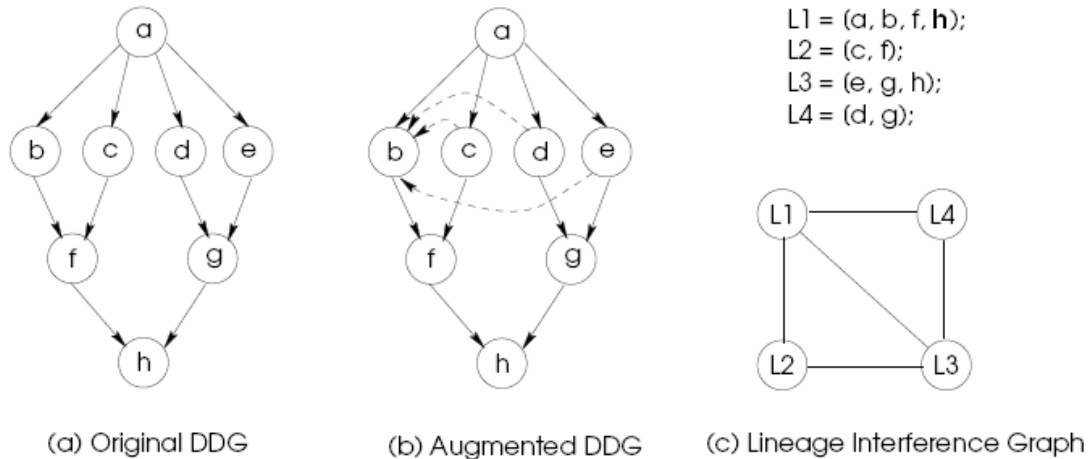 a
b
c
d
e
f
g
h
(a) Original DDG
a
b
c
d
e
f
g
h
(b) Augmented DDG
L1 = (a, b, f, h);
L2 = (c, f);
L3 = (e, g, h);
L4 = (d, g);
L1
L4
L2
L3
(c) Lineage Interference Graph